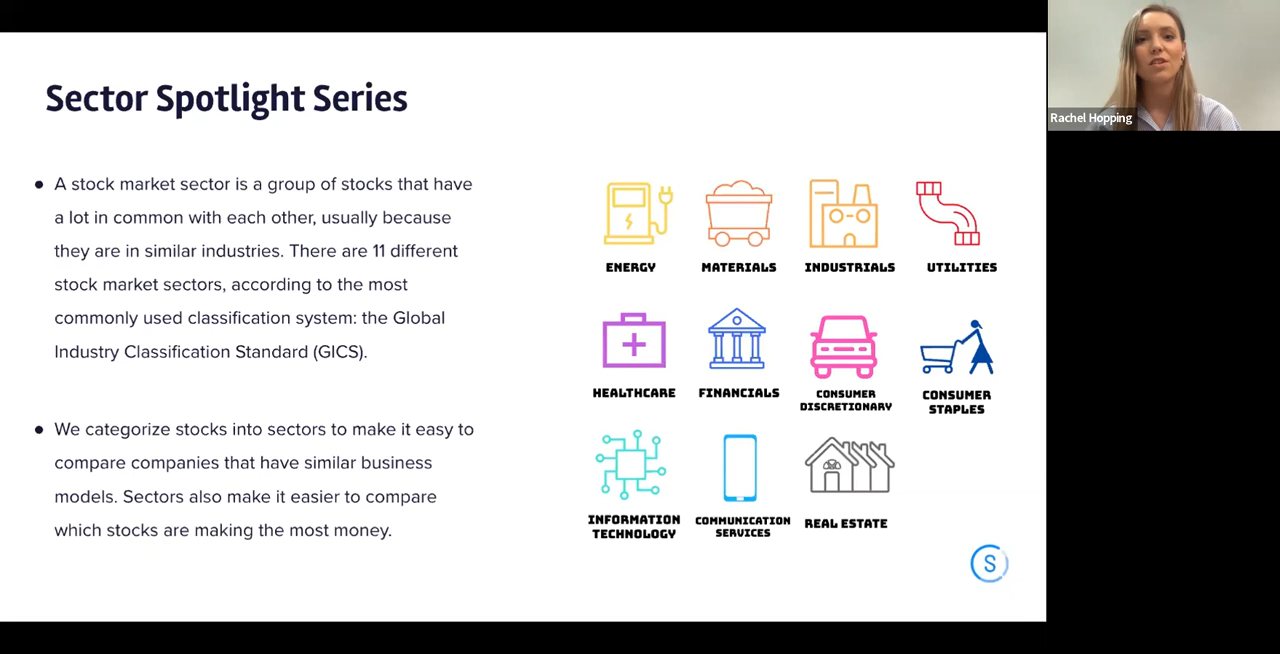 Sector Spotlight Series
Rachel Hopping
● A stock market sector is a group of stocks that have
a lot in common with each other, usually because
they are in similar industries. There are 11 different
stock market sectors, according to the most
commonly used classification system: the Global
Industry Classification Standard (GICS).
● We categorize stocks into sectors to make it easy to
compare companies that have similar business
models. Sectors also make it easier to compare
which stocks are making the most money.
ENERGY
MATERIALS
INDUSTRIALS
UTILITIES
HEALTHCARE
FINANCIALS
CONSUMER
DISCRETIONARY
CONSUMER
STAPLES
INFORMATION
TECHNOLOGY
COMMUNICATION
SERVICES
REAL ESTATE
S